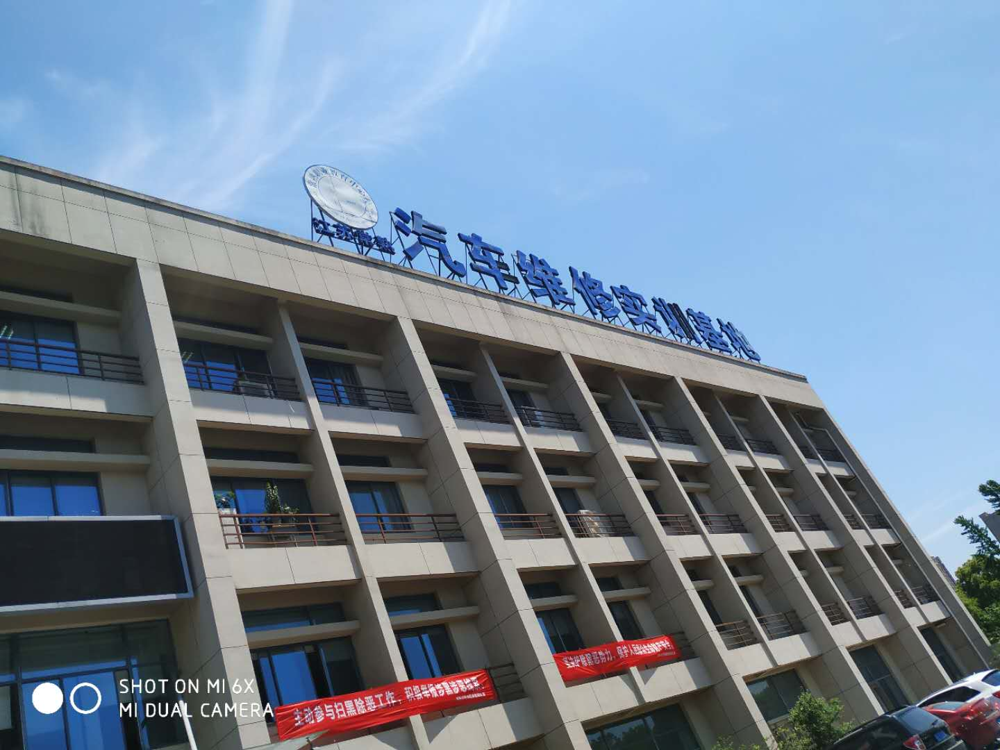 江苏常熟
汽车维修实训基地
主动参与扫黑除恶工作，积极举报涉黑涉恶线索！
坚决铲除黑恶势力，保护人民群众生命财产安全！
SHOT ON MI 6X
MI DUAL CAMERA